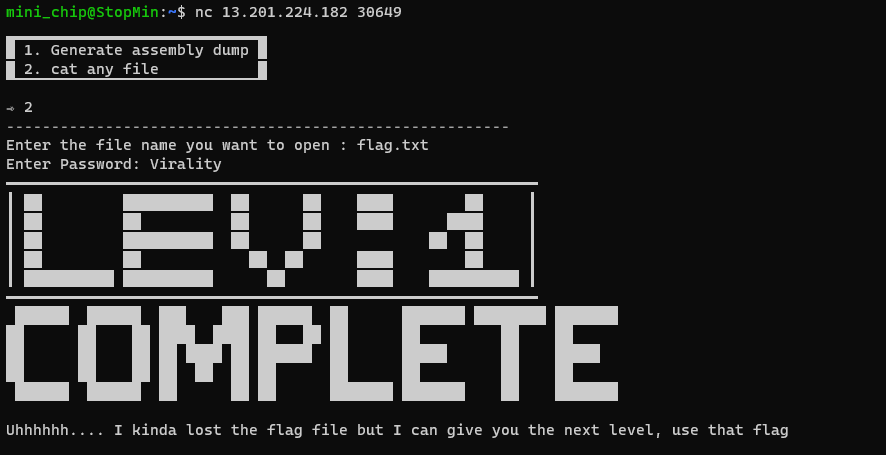 mini_chip@StopMin:~$ nc 13.201.224.182 30649
1. Generate assembly dump
2. cat any file
⇾ 2
--------------------------------------------------------
Enter the file name you want to open : flag.txt
Enter Password: Virality
LEV:1
COMPLETE
Uhhhhhh.... I kinda lost the flag file but I can give you the next level, use that flag